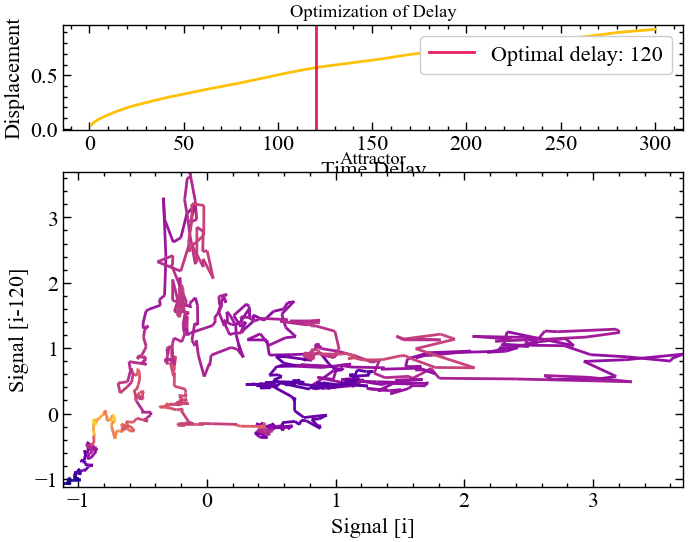 Optimization of Delay
Displacement
0.5
0.0
Optimal delay: 120
0 50 100 150 200 250 300
Time Delay
Attractor
Signal [i-120]
3
2
1
0
−1
−1 0 1 2 3
Signal [i]